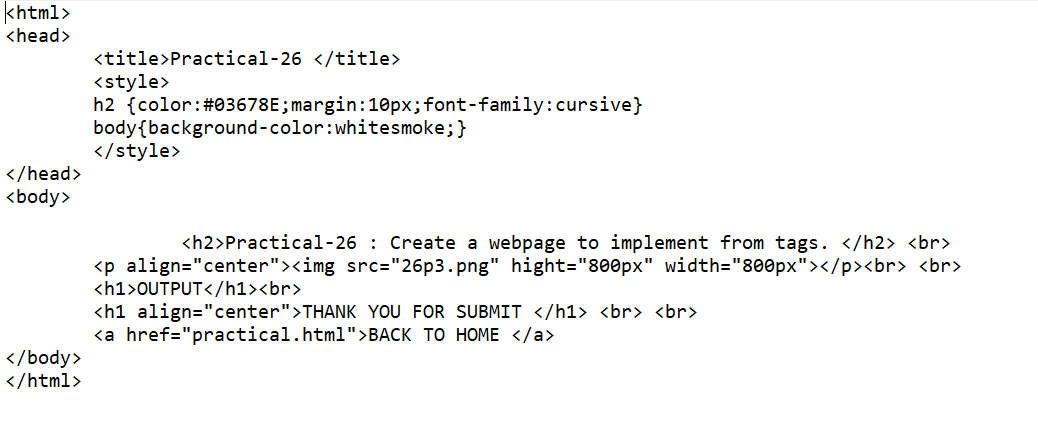 <html>
<head>
<title>Practical-26 </title>
<style>
h2 {color:#03678E;margin:10px;font-family:cursive}
body{background-color:whitesmoke;}
</style>
</head>
<body>
<h2>Practical-26 : Create a webpage to implement from tags. </h2> <br>
<p align="center"><img src="26p3.png" hight="800px" width="800px"></p><br> <br>
<h1>OUTPUT</h1><br>
<h1 align="center">THANK YOU FOR SUBMIT </h1> <br> <br>
<a href="practical.html">BACK TO HOME </a>
</body>
</html>